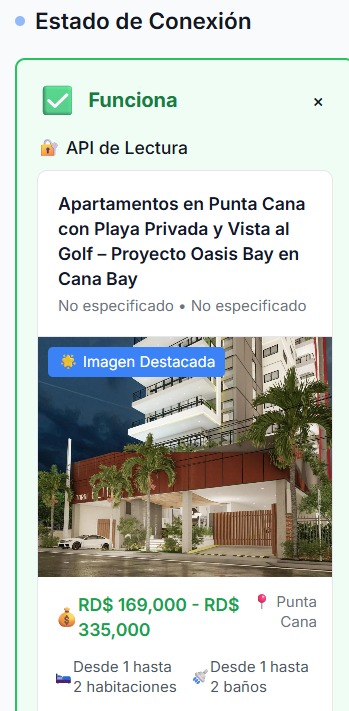 Estado de Conexión
Funciona
×
API de Lectura
Apartamentos en Punta Cana
con Playa Privada y Vista al
Golf – Proyecto Oasis Bay en
Cana Bay
No especificado • No especificado
Imagen Destacada
RD$ 169,000 - RD$
335,000
Punta
Cana
Desde 1 hasta
2 habitaciones
Desde 1 hasta
2 baños